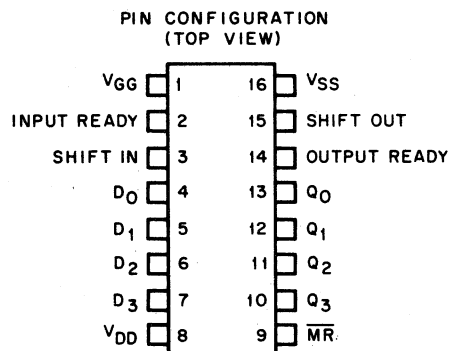 PIN CONFIGURATION
(TOP VIEW)
VGG 1 16 VSS
INPUT READY 2 15 SHIFT OUT
SHIFT IN 3 14 OUTPUT READY
D0 4 13 Q0
D1 5 12 Q1
D2 6 11 Q2
D3 7 10 Q3
VDD 8 9 M̅R̅